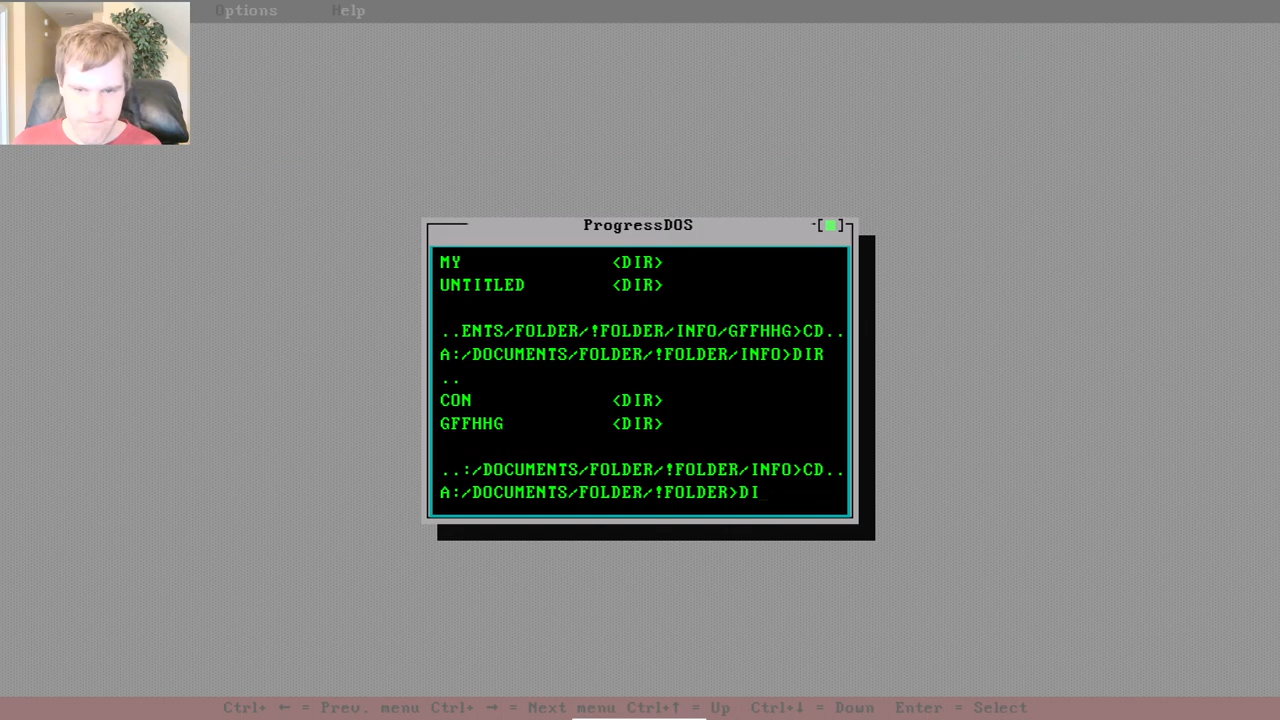 Options Help
ProgressDOS
MY <DIR>
UNTITLED <DIR>
..ENTS/FOLDER/!FOLDER/INFO/GFFHHG>CD..
A:/DOCUMENTS/FOLDER/!FOLDER/INFO>DIR
..
CON <DIR>
GFFHHG <DIR>
..:/DOCUMENTS/FOLDER/!FOLDER/INFO>CD..
A:/DOCUMENTS/FOLDER/!FOLDER>DI
Ctrl+ ← = Prev. menu Ctrl+ → = Next menu Ctrl+↑ = Up Ctrl+↓ = Down Enter = Select